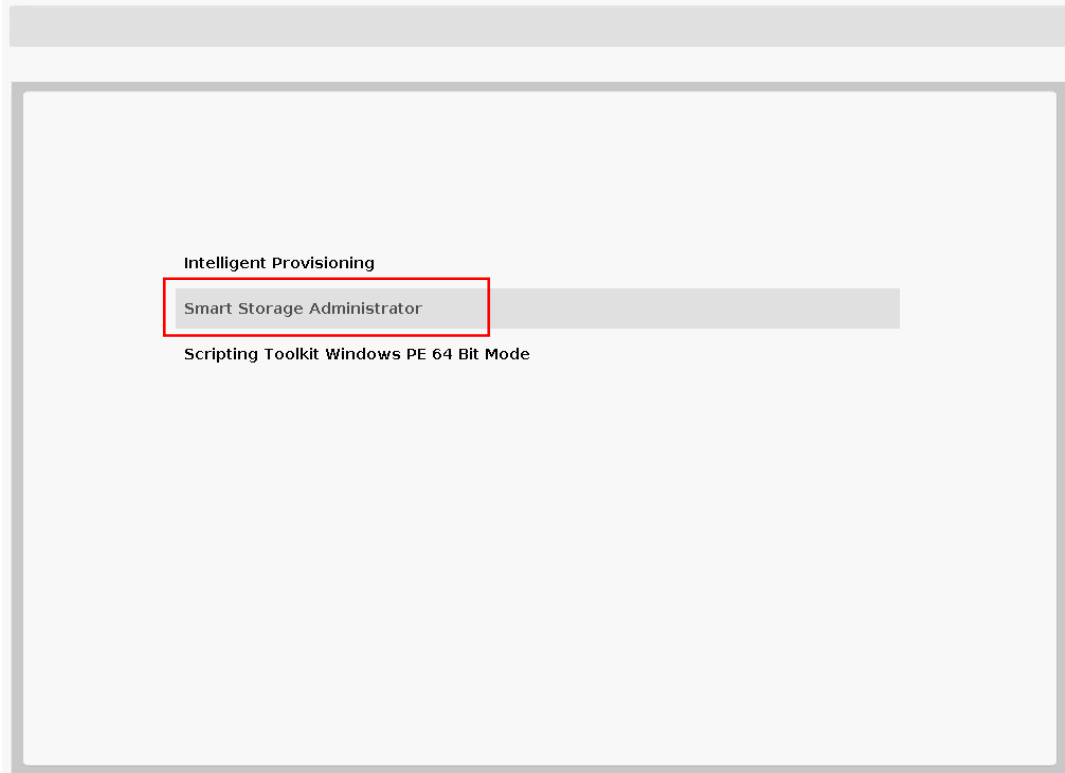 Intelligent Provisioning
Smart Storage Administrator
Scripting Toolkit Windows PE 64 Bit Mode